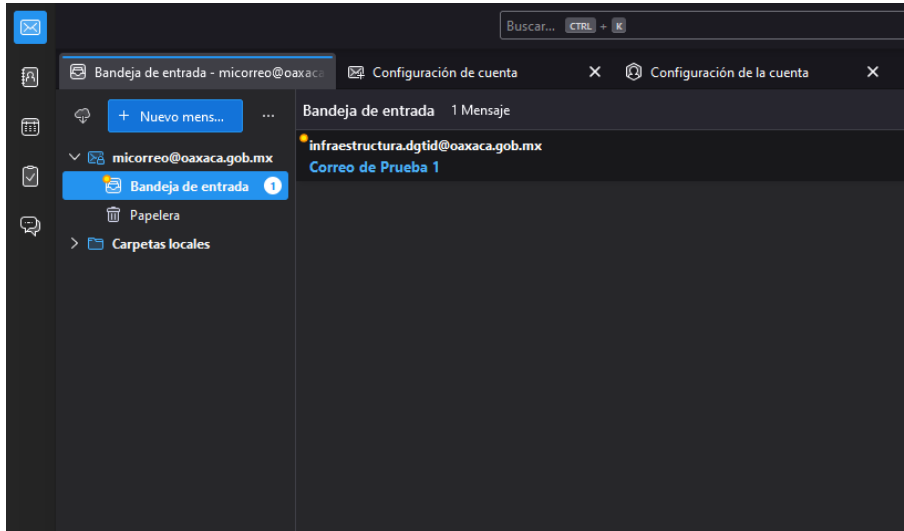 Buscar... CTRL + K
Bandeja de entrada - micorreo@oaxaca
Configuración de cuenta
Configuración de la cuenta
+ Nuevo mens... ...
Bandeja de entrada 1 Mensaje
micorreo@oaxaca.gob.mx
Bandeja de entrada 1
Papelera
Carpetas locales
infraestructura.dgtid@oaxaca.gob.mx
Correo de Prueba 1